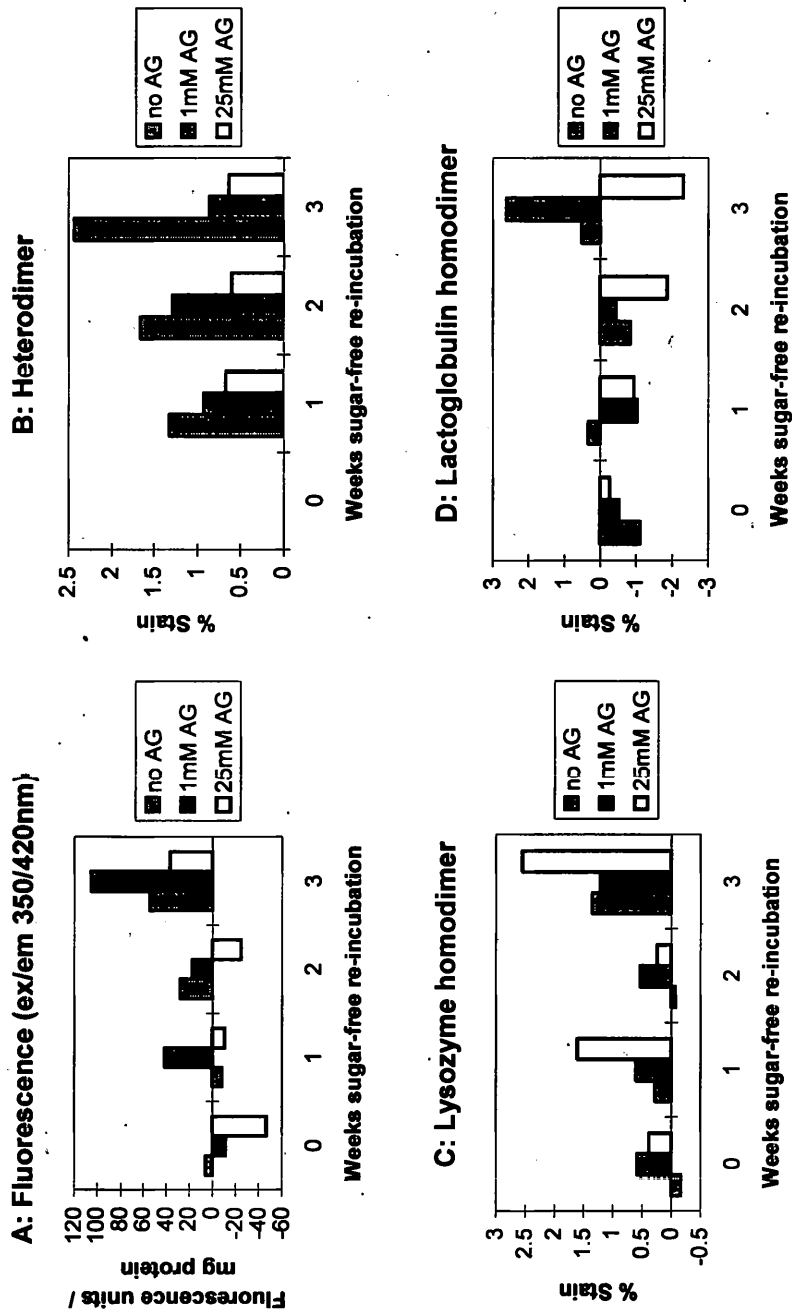 A: Fluorescence (ex/em 350/420nm)
Fluorescence units /
mg protein
120
100
80
60
40
20
0
-20
-40
-60
0 1 2 3
Weeks sugar-free re-incubation
no AG
1mM AG
25mM AG
B: Heterodimer
% Stain
2.5
2
1.5
1
0.5
0
0 1 2 3
Weeks sugar-free re-incubation
no AG
1mM AG
25mM AG
C: Lysozyme homodimer
% Stain
2.5
2
1.5
1
0.5
0
-0.5
0 1 2 3
Weeks sugar-free re-incubation
no AG
1mM AG
25mM AG
D: Lactoglobulin homodimer
% Stain
3
2
1
0
-1
-2
-3
0 1 2 3
Weeks sugar-free re-incubation
no AG
1mM AG
25mM AG